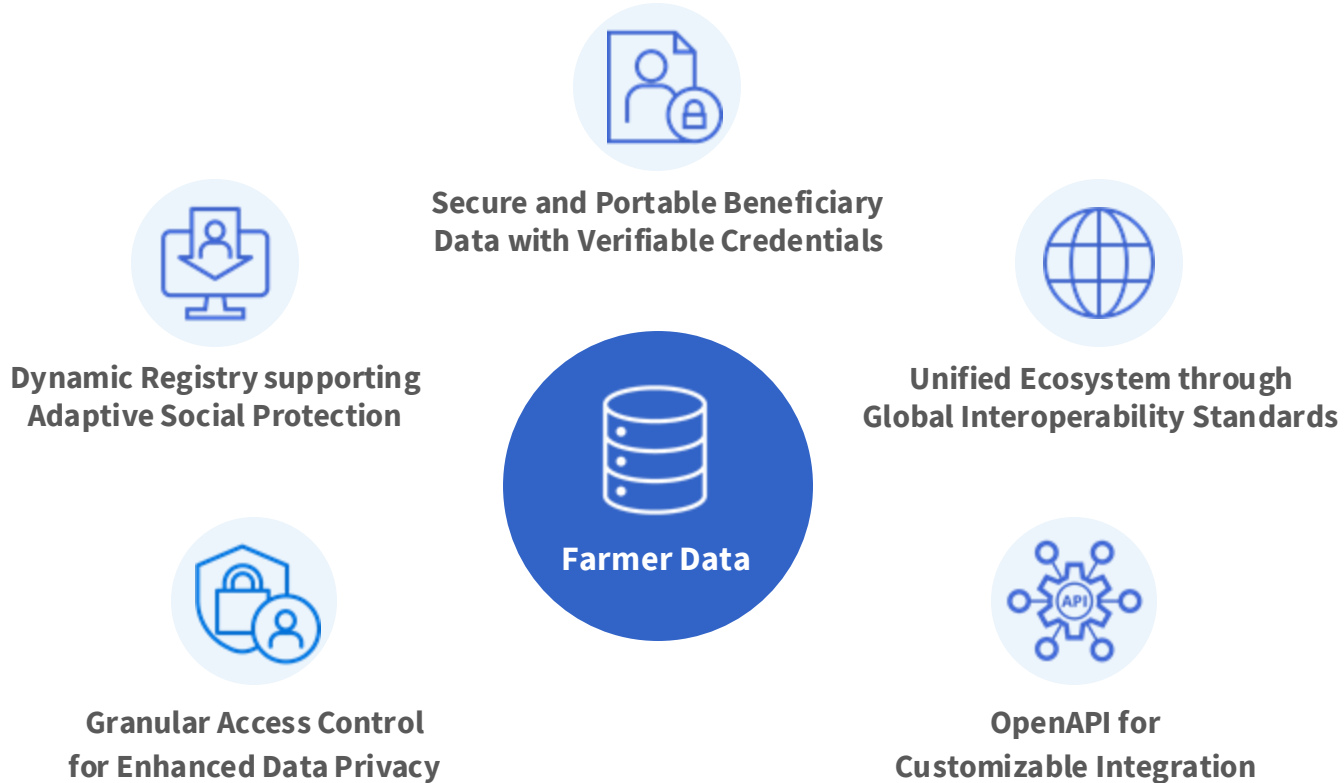 Secure and Portable Beneficiary
Data with Verifiable Credentials
Dynamic Registry supporting
Adaptive Social Protection
Unified Ecosystem through
Global Interoperability Standards
Farmer Data
API
Granular Access Control
for Enhanced Data Privacy
OpenAPI for
Customizable Integration